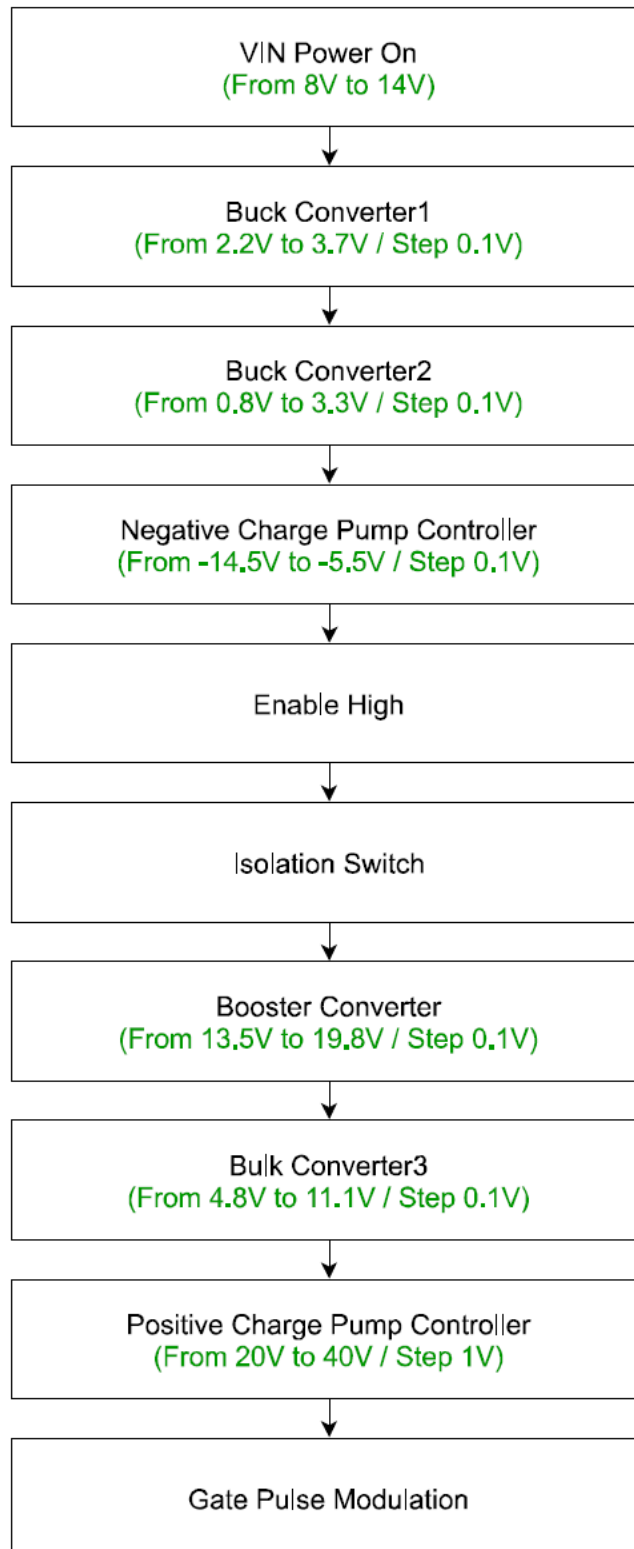 VIN Power On
(From 8V to 14V)
Buck Converter1
(From 2.2V to 3.7V / Step 0.1V)
Buck Converter2
(From 0.8V to 3.3V / Step 0.1V)
Negative Charge Pump Controller
(From -14.5V to -5.5V / Step 0.1V)
Enable High
Isolation Switch
Booster Converter
(From 13.5V to 19.8V / Step 0.1V)
Bulk Converter3
(From 4.8V to 11.1V / Step 0.1V)
Positive Charge Pump Controller
(From 20V to 40V / Step 1V)
Gate Pulse Modulation